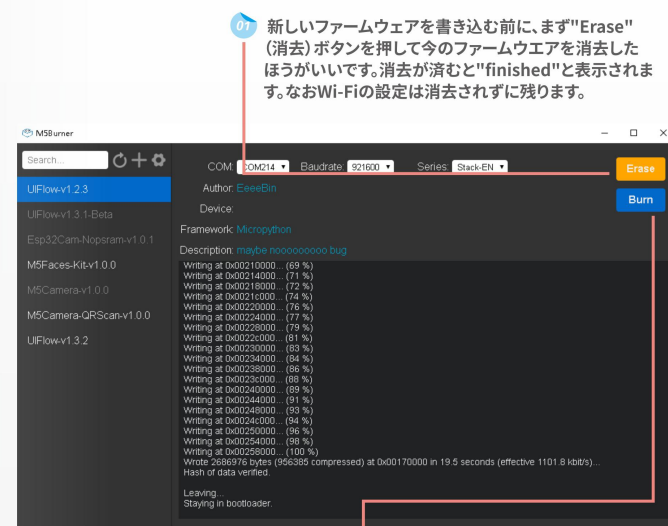 01 新しいファームウェアを書き込む前に、まず"Erase"
（消去）ボタンを押して今のファームウエアを消去した
ほうがいいです。消去が済むと"finished"と表示されま
す。なおWi-Fiの設定は消去されずに残ります。
M5Burner
Search...
COM: COM214 Baudrate: 921600 Series: Stack-EN
Erase
Author: EeeeBin
Burn
Device:
Framework: Micropython
Description: maybe nooooooooo bug
UIFlow-v1.2.3
UIFlow-v1.3.1-Beta
Esp32Cam-Nopsram-v1.0.1
M5Faces-Kit-v1.0.0
M5Camera-v1.0.0
M5Camera-QRScan-v1.0.0
UIFlow-v1.3.2
Writing at 0x00210000... (69 %)
Writing at 0x00214000... (71 %)
Writing at 0x00218000... (72 %)
Writing at 0x0021c000... (74 %)
Writing at 0x00220000... (76 %)
Writing at 0x00224000... (77 %)
Writing at 0x00228000... (79 %)
Writing at 0x0022c000... (81 %)
Writing at 0x00230000... (83 %)
Writing at 0x00234000... (84 %)
Writing at 0x00238000... (86 %)
Writing at 0x0023c000... (88 %)
Writing at 0x00240000... (89 %)
Writing at 0x00244000... (91 %)
Writing at 0x00248000... (93 %)
Writing at 0x0024c000... (94 %)
Writing at 0x00250000... (96 %)
Writing at 0x00254000... (98 %)
Writing at 0x00258000... (100 %)
Wrote 2686976 bytes (956385 compressed) at 0x00170000 in 19.5 seconds (effective 1101.8 kbit/s)...
Hash of data verified.
Leaving...
Staying in bootloader.